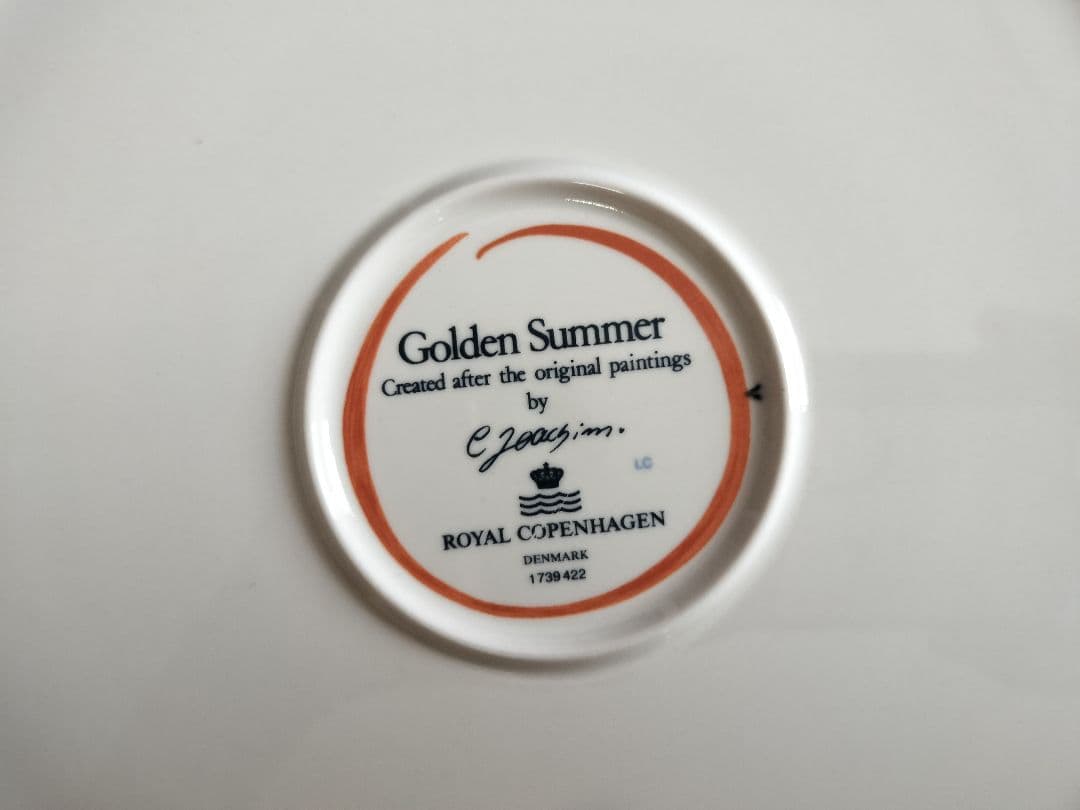 Golden Summer
Created after the original paintings
by
C Joachim.
LC
ROYAL COPENHAGEN
DENMARK
1739422